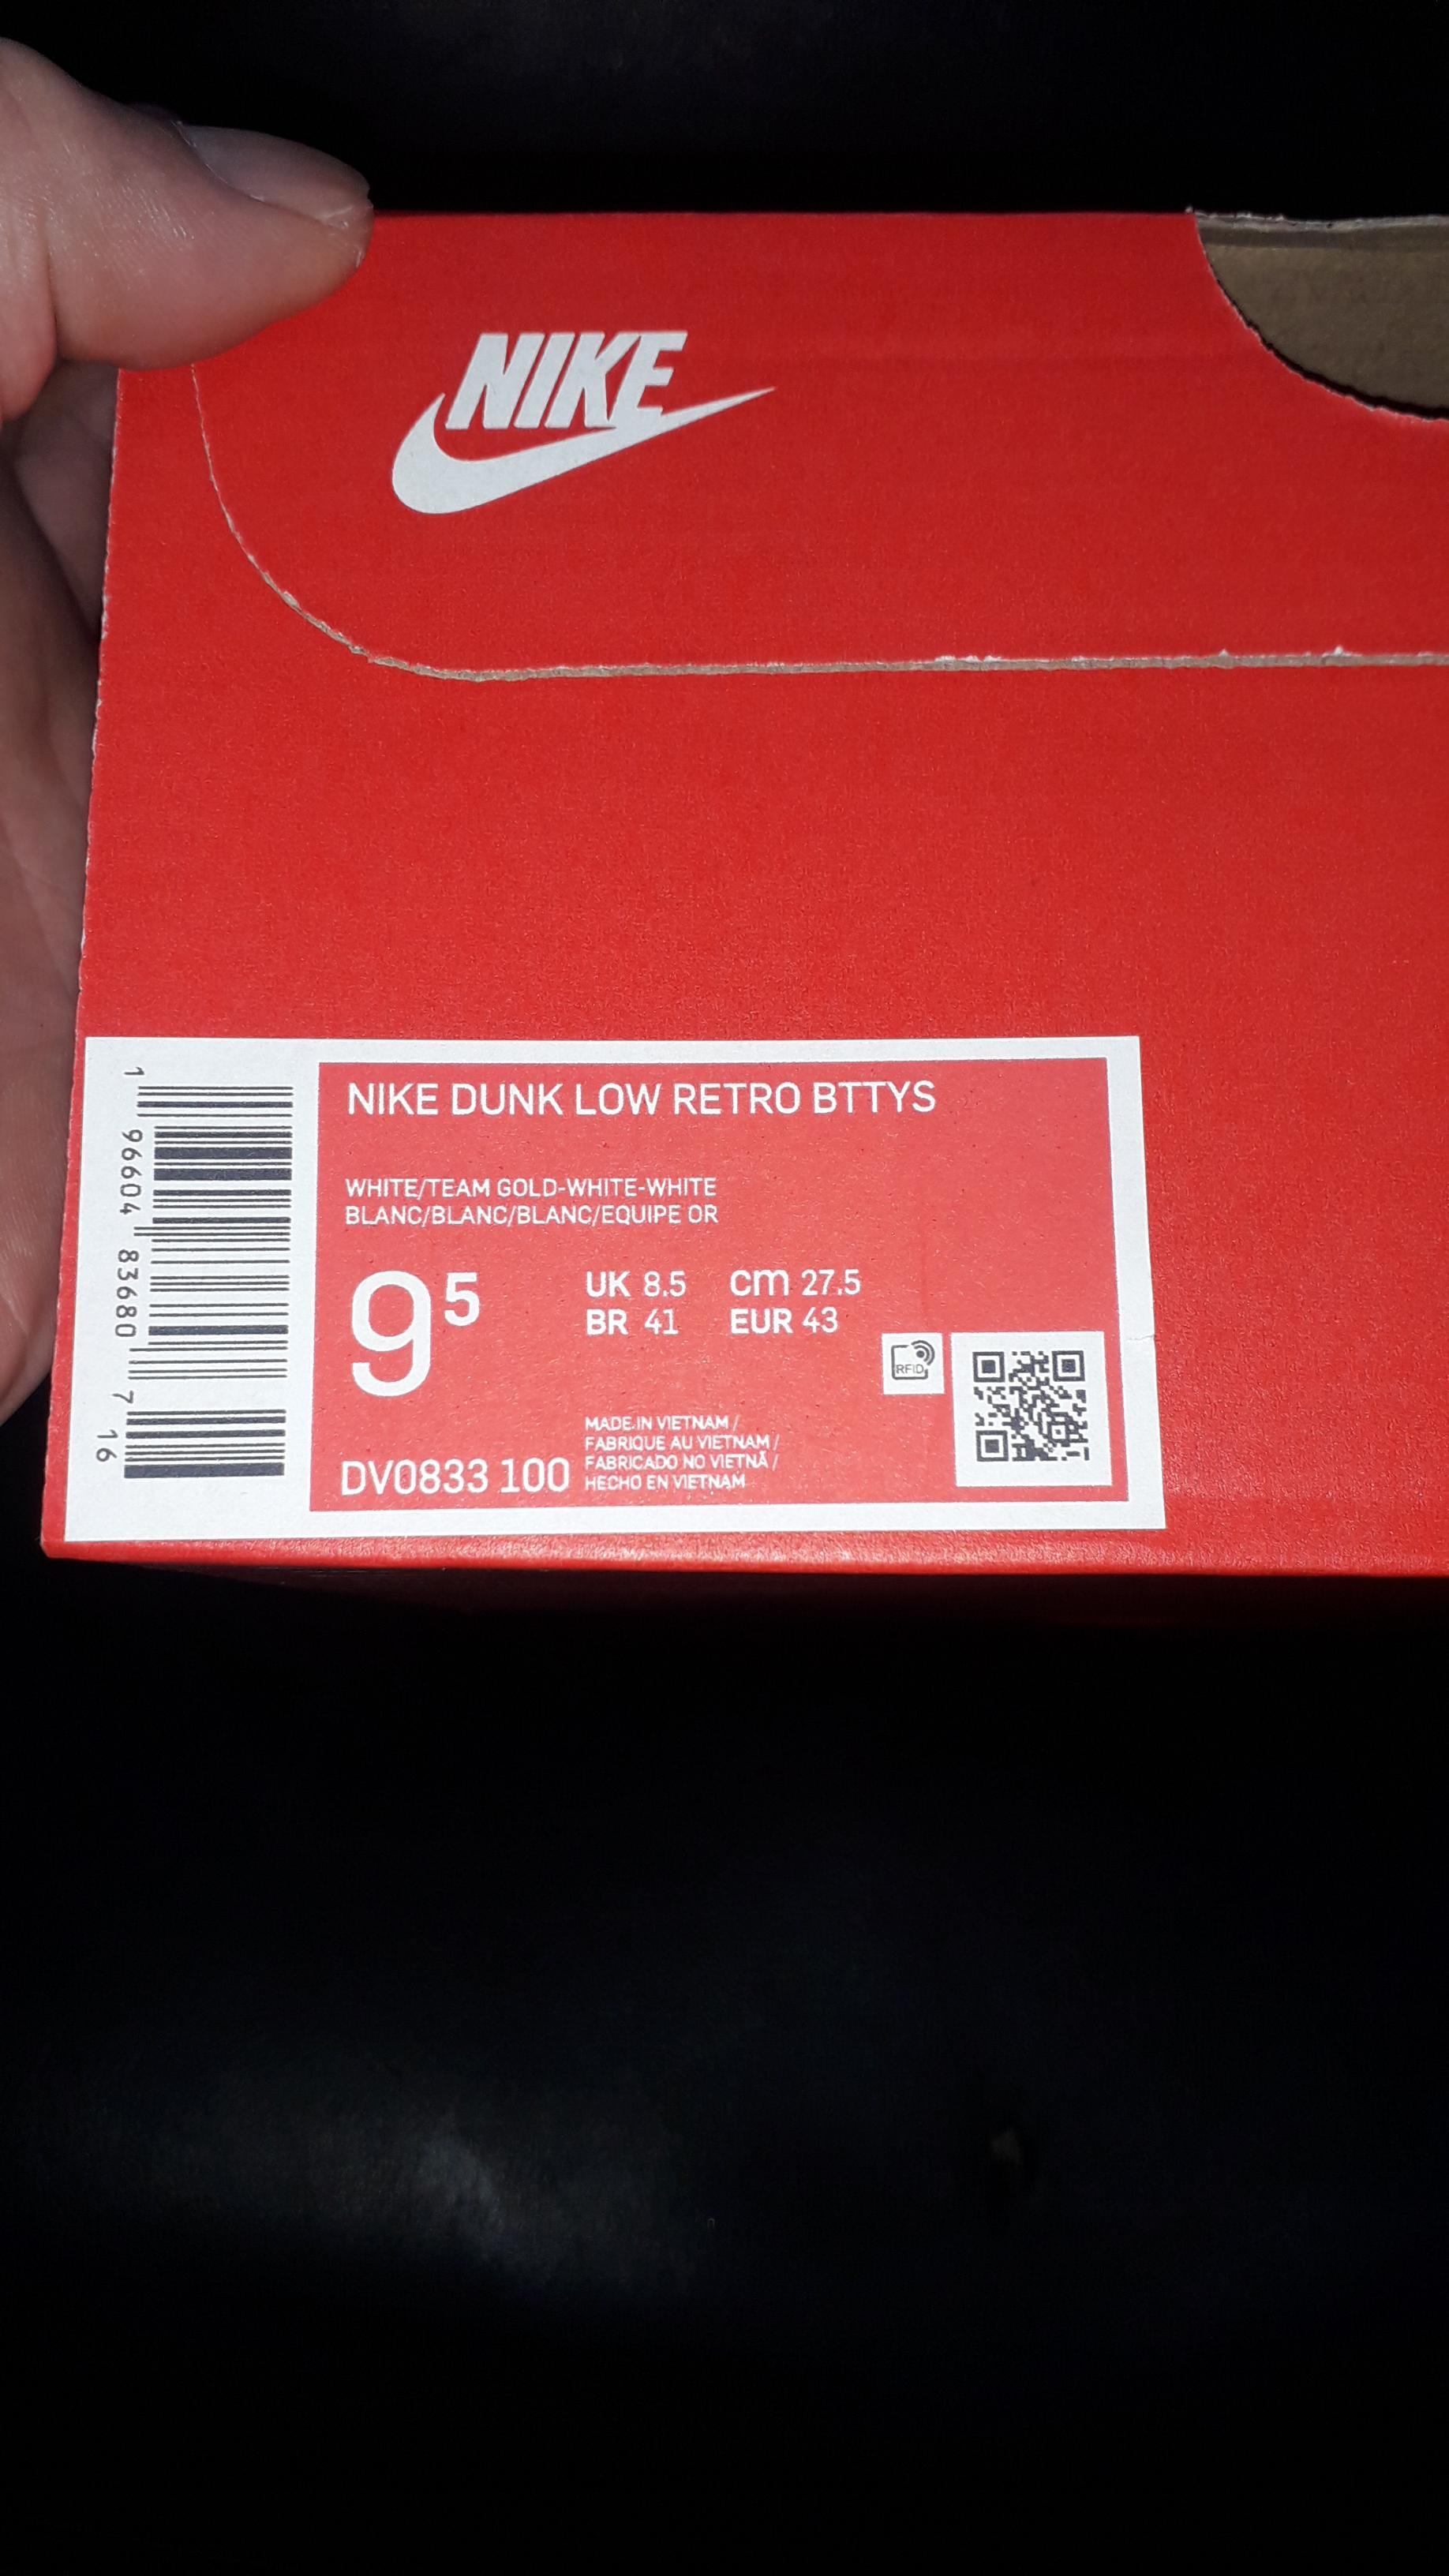 NIKE
NIKE DUNK LOW RETRO BTTYS
WHITE/TEAM GOLD-WHITE-WHITE
BLANC/BLANC/BLANC/EQUIPE OR
9⁵
UK 8.5 cm 27.5
BR 41 EUR 43
RFID
MADE IN VIETNAM /
FABRIQUE AU VIETNAM /
FABRICADO NO VIETNÃ /
HECHO EN VIETNAM
DV0833 100
1 96604 83680 7 16